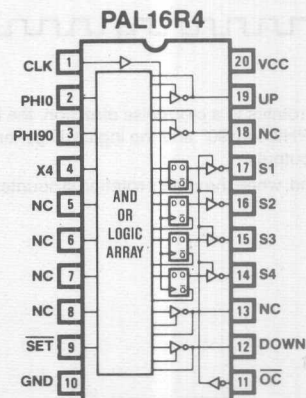 PAL16R4
CLK 1
PHI0 2
PHI90 3
X4 4
NC 5
NC 6
NC 7
NC 8
SET 9
GND 10
AND
OR
LOGIC
ARRAY
20 VCC
19 UP
18 NC
17 S1
16 S2
15 S3
14 S4
13 NC
12 DOWN
11 OC